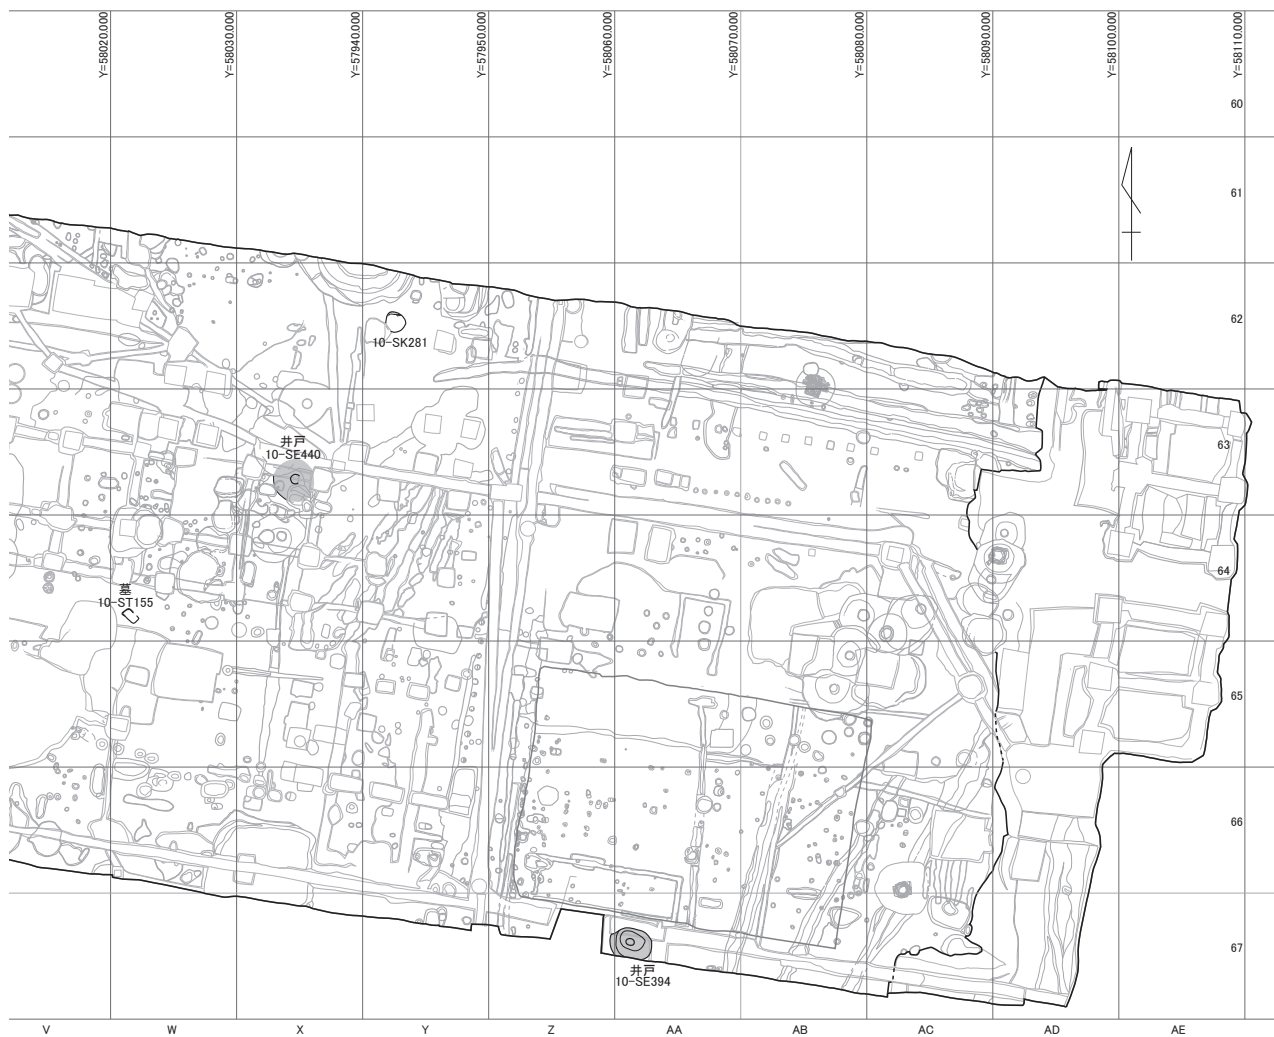 Y=58020.000
Y=58030.000
Y=57940.000
Y=57950.000
Y=58060.000
Y=58070.000
Y=58080.000
Y=58090.000
Y=58100.000
Y=58110.000
60
61
62
10-SK281
63
井戸
10-SE440
64
墓
10-ST155
65
66
67
井戸
10-SE394
V
W
X
Y
Z
AA
AB
AC
AD
AE